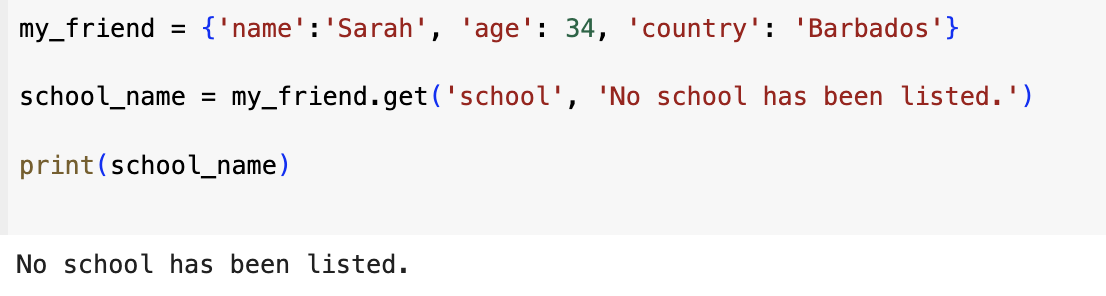 my_friend = {'name':'Sarah', 'age': 34, 'country': 'Barbados'}
school_name = my_friend.get('school', 'No school has been listed.')
print(school_name)
No school has been listed.